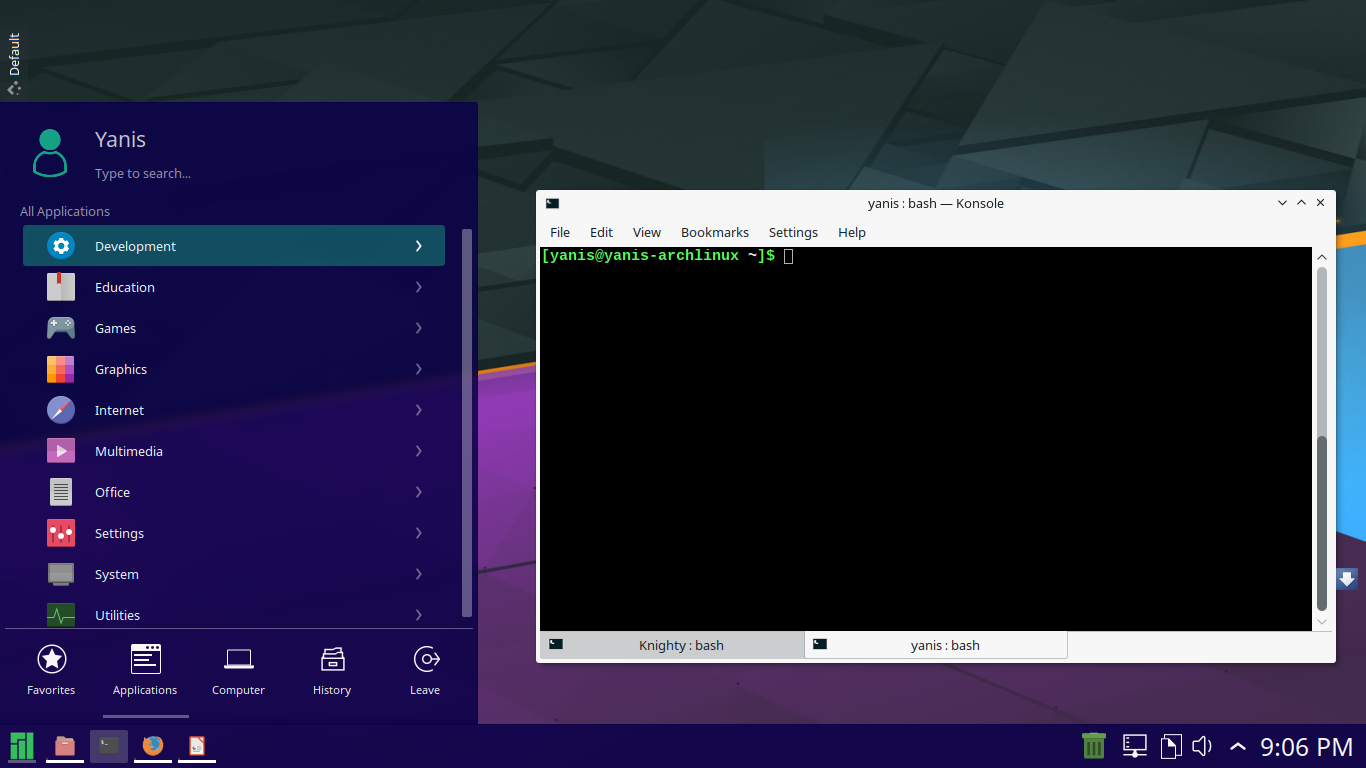 Default
Yanis
Type to search...
All Applications
Development
Education
Games
Graphics
Internet
Multimedia
Office
Settings
System
Utilities
Favorites
Applications
Computer
History
Leave
yanis : bash — Konsole
File Edit View Bookmarks Settings Help
[yanis@yanis-archlinux ~]$
Knighty : bash
yanis : bash
9:06 PM